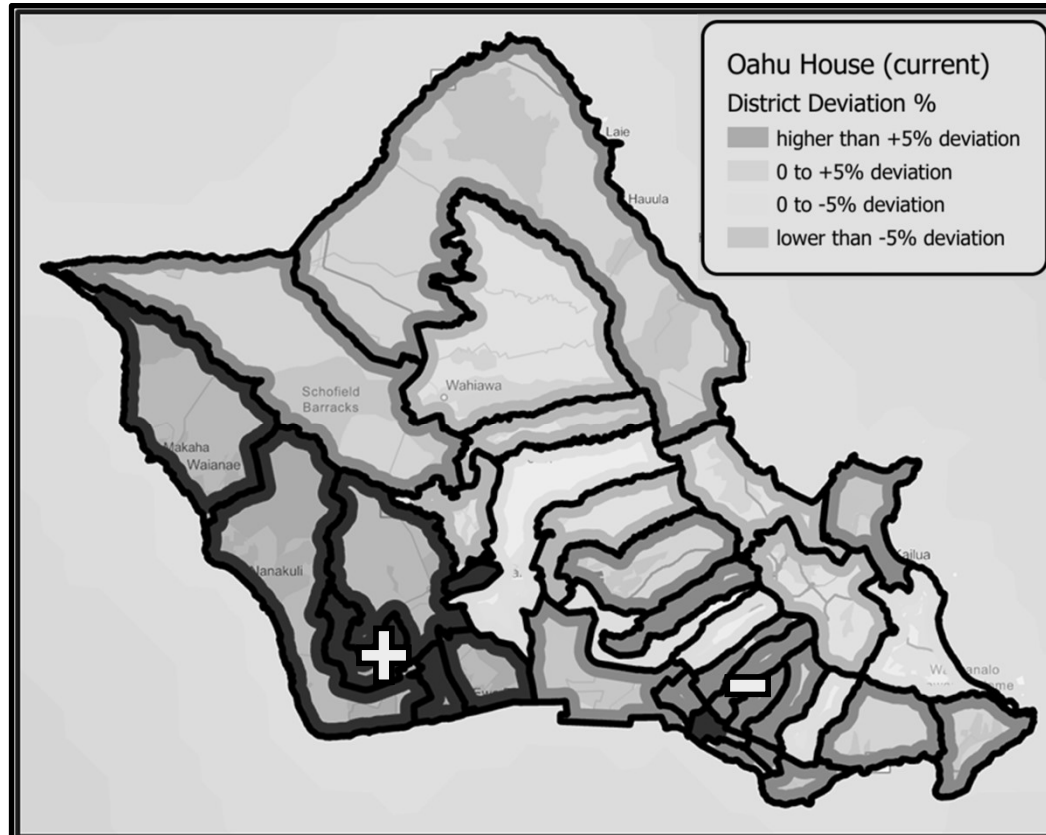 Oahu House (current)
District Deviation %
higher than +5% deviation
0 to +5% deviation
0 to -5% deviation
lower than -5% deviation
Laie
Hauula
Wahiawa
Schofield
Barracks
Makaha
Waianae
Nanakuli
Kailua
+
-